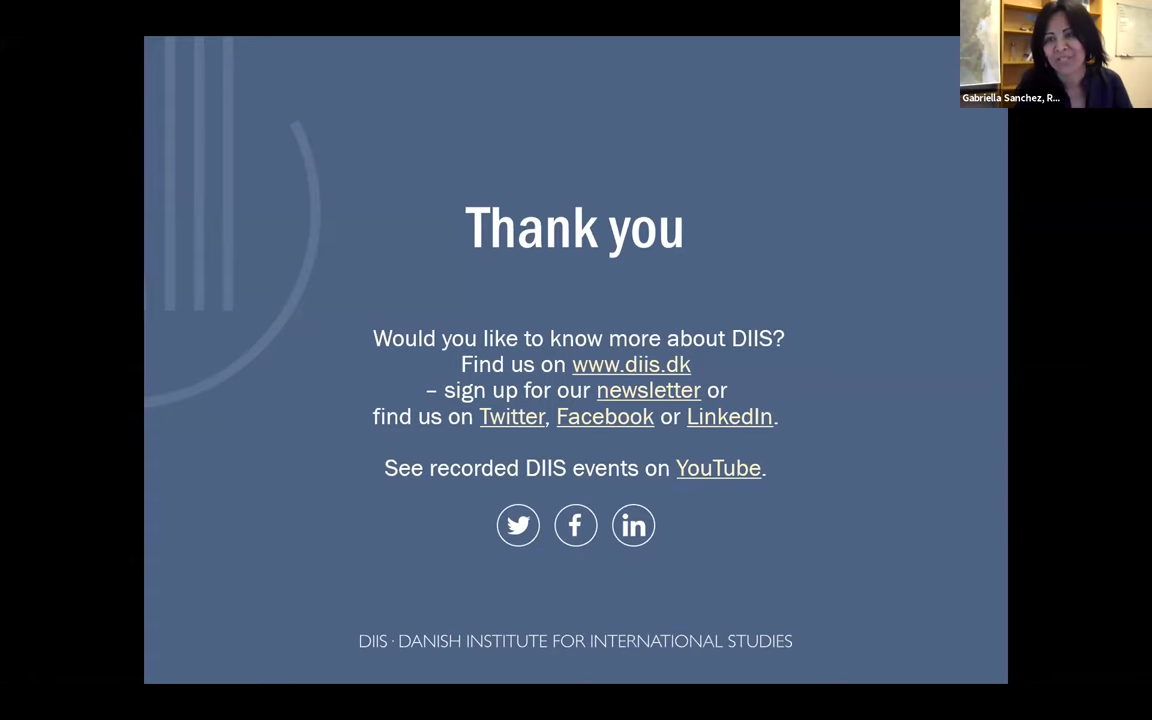 Gabriella Sanchez, R...
Thank you
Would you like to know more about DIIS?
Find us on www.diis.dk
– sign up for our newsletter or
find us on Twitter, Facebook or LinkedIn.
See recorded DIIS events on YouTube.
in
DIIS · DANISH INSTITUTE FOR INTERNATIONAL STUDIES